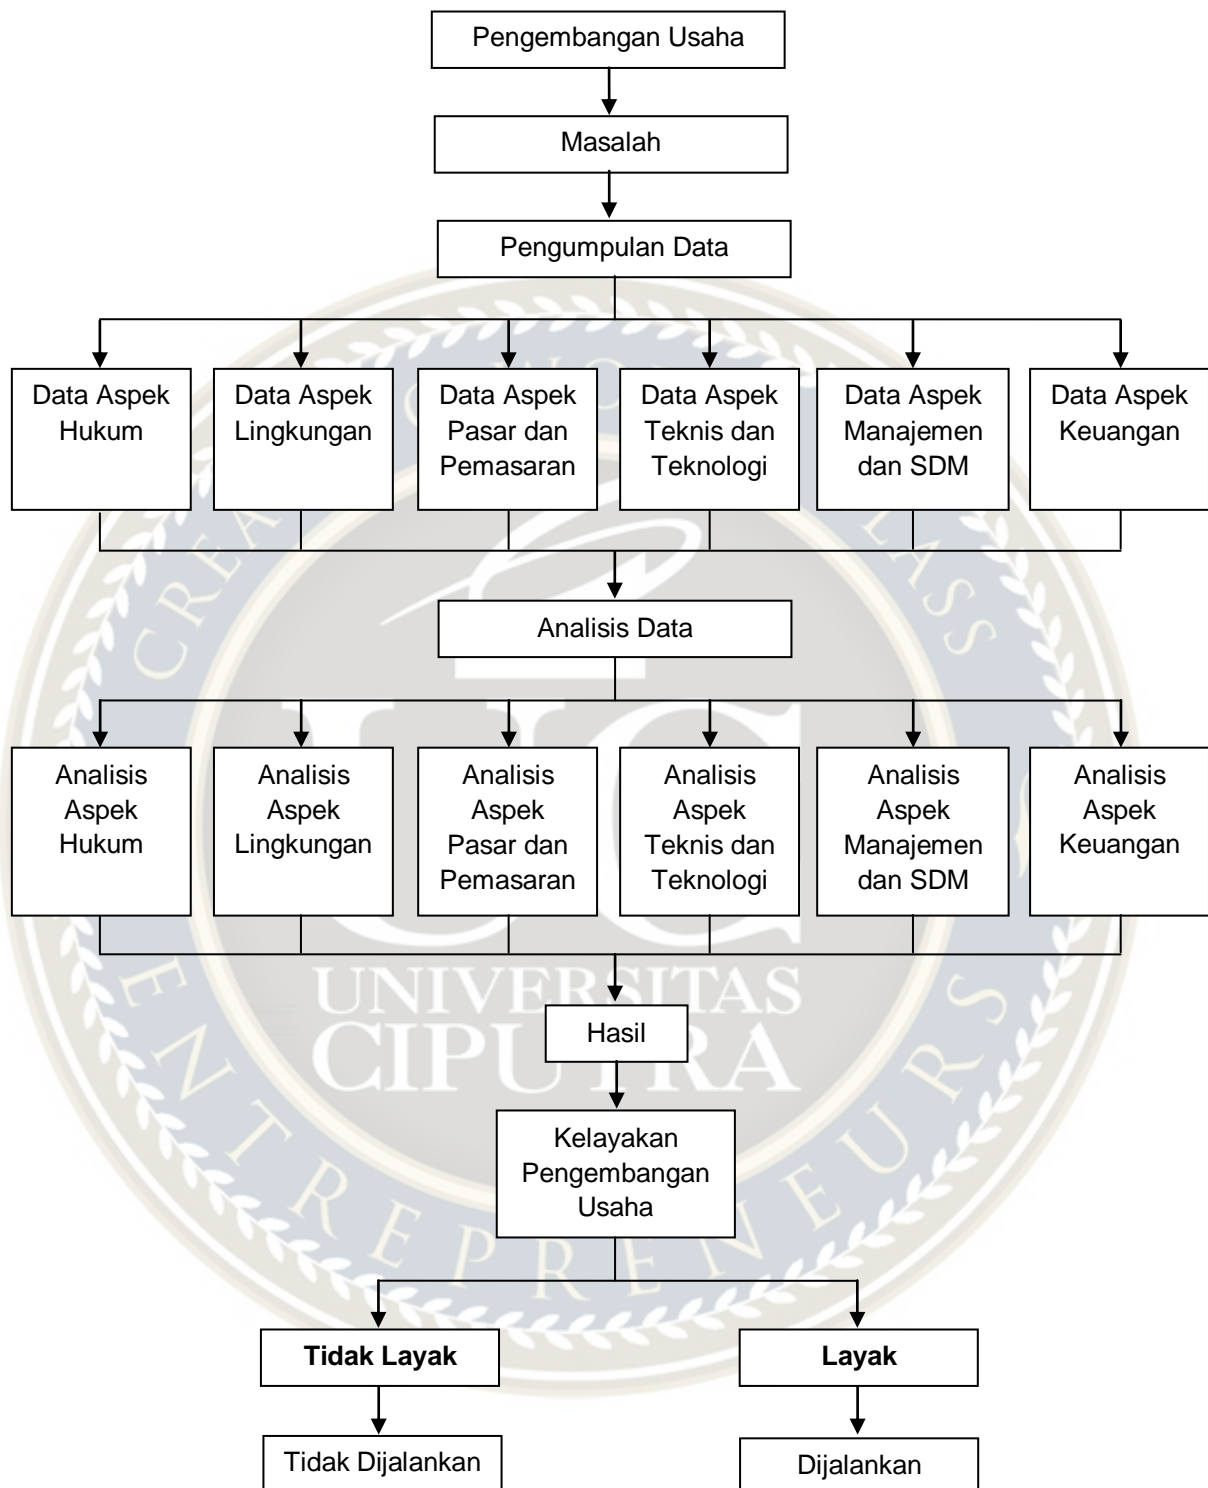 Pengembangan Usaha
Masalah
Pengumpulan Data
Data Aspek
Hukum
Data Aspek
Lingkungan
Data Aspek
Pasar dan
Pemasaran
Data Aspek
Teknis dan
Teknologi
Data Aspek
Manajemen
dan SDM
Data Aspek
Keuangan
Analisis Data
Analisis
Aspek
Hukum
Analisis
Aspek
Lingkungan
Analisis
Aspek
Pasar dan
Pemasaran
Analisis
Aspek
Teknis dan
Teknologi
Analisis
Aspek
Manajemen
dan SDM
Analisis
Aspek
Keuangan
Hasil
Kelayakan
Pengembangan
Usaha
Tidak Layak
Layak
Tidak Dijalankan
Dijalankan
UNIVERSITAS
CIPUTRA
ENTREPRENEURS